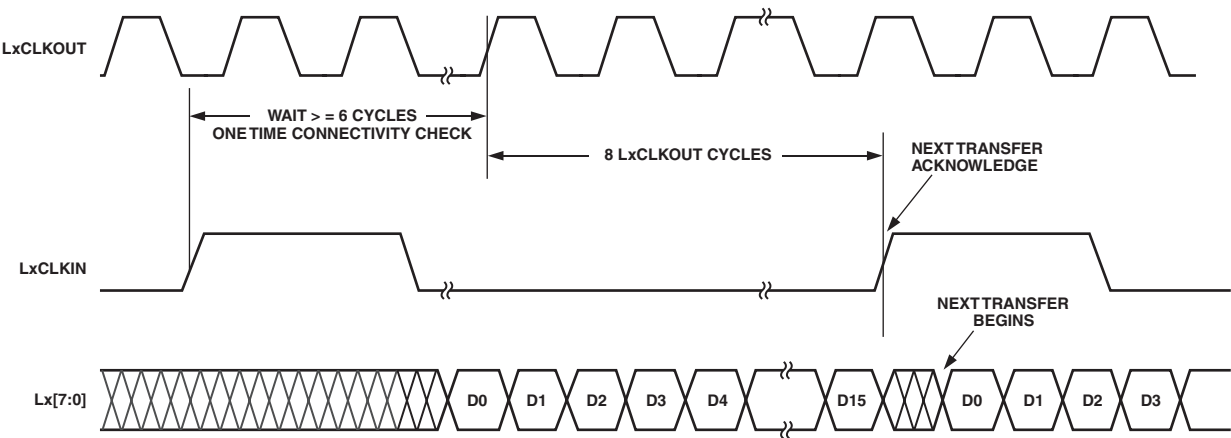 LxCLKOUT
WAIT > = 6 CYCLES
ONE TIME CONNECTIVITY CHECK
8 LxCLKOUT CYCLES
NEXT TRANSFER
ACKNOWLEDGE
LxCLKIN
NEXT TRANSFER
BEGINS
Lx[7:0]
D0
D1
D2
D3
D4
D15
D0
D1
D2
D3